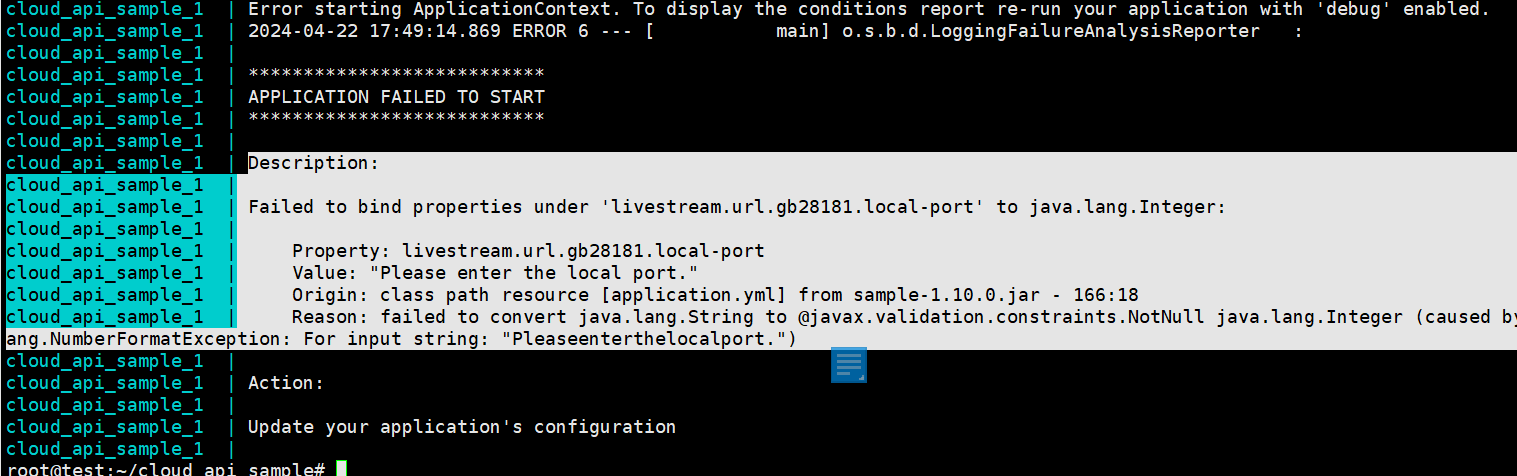 cloud_api_sample_1 | Error starting ApplicationContext. To display the conditions report re-run your application with 'debug' enabled.
cloud_api_sample_1 | 2024-04-22 17:49:14.869 ERROR 6 --- [           main] o.s.b.d.LoggingFailureAnalysisReporter   :
cloud_api_sample_1 |
cloud_api_sample_1 | ***************************
cloud_api_sample_1 | APPLICATION FAILED TO START
cloud_api_sample_1 | ***************************
cloud_api_sample_1 |
cloud_api_sample_1 | Description:
cloud_api_sample_1 |
cloud_api_sample_1 | Failed to bind properties under 'livestream.url.gb28181.local-port' to java.lang.Integer:
cloud_api_sample_1 |
cloud_api_sample_1 |     Property: livestream.url.gb28181.local-port
cloud_api_sample_1 |     Value: "Please enter the local port."
cloud_api_sample_1 |     Origin: class path resource [application.yml] from sample-1.10.0.jar - 166:18
cloud_api_sample_1 |     Reason: failed to convert java.lang.String to @javax.validation.constraints.NotNull java.lang.Integer (caused by
ang.NumberFormatException: For input string: "Pleaseenterthelocalport.")
cloud_api_sample_1 |
cloud_api_sample_1 | Action:
cloud_api_sample_1 |
cloud_api_sample_1 | Update your application's configuration
cloud_api_sample_1 |
root@test:~/cloud_api_sample#